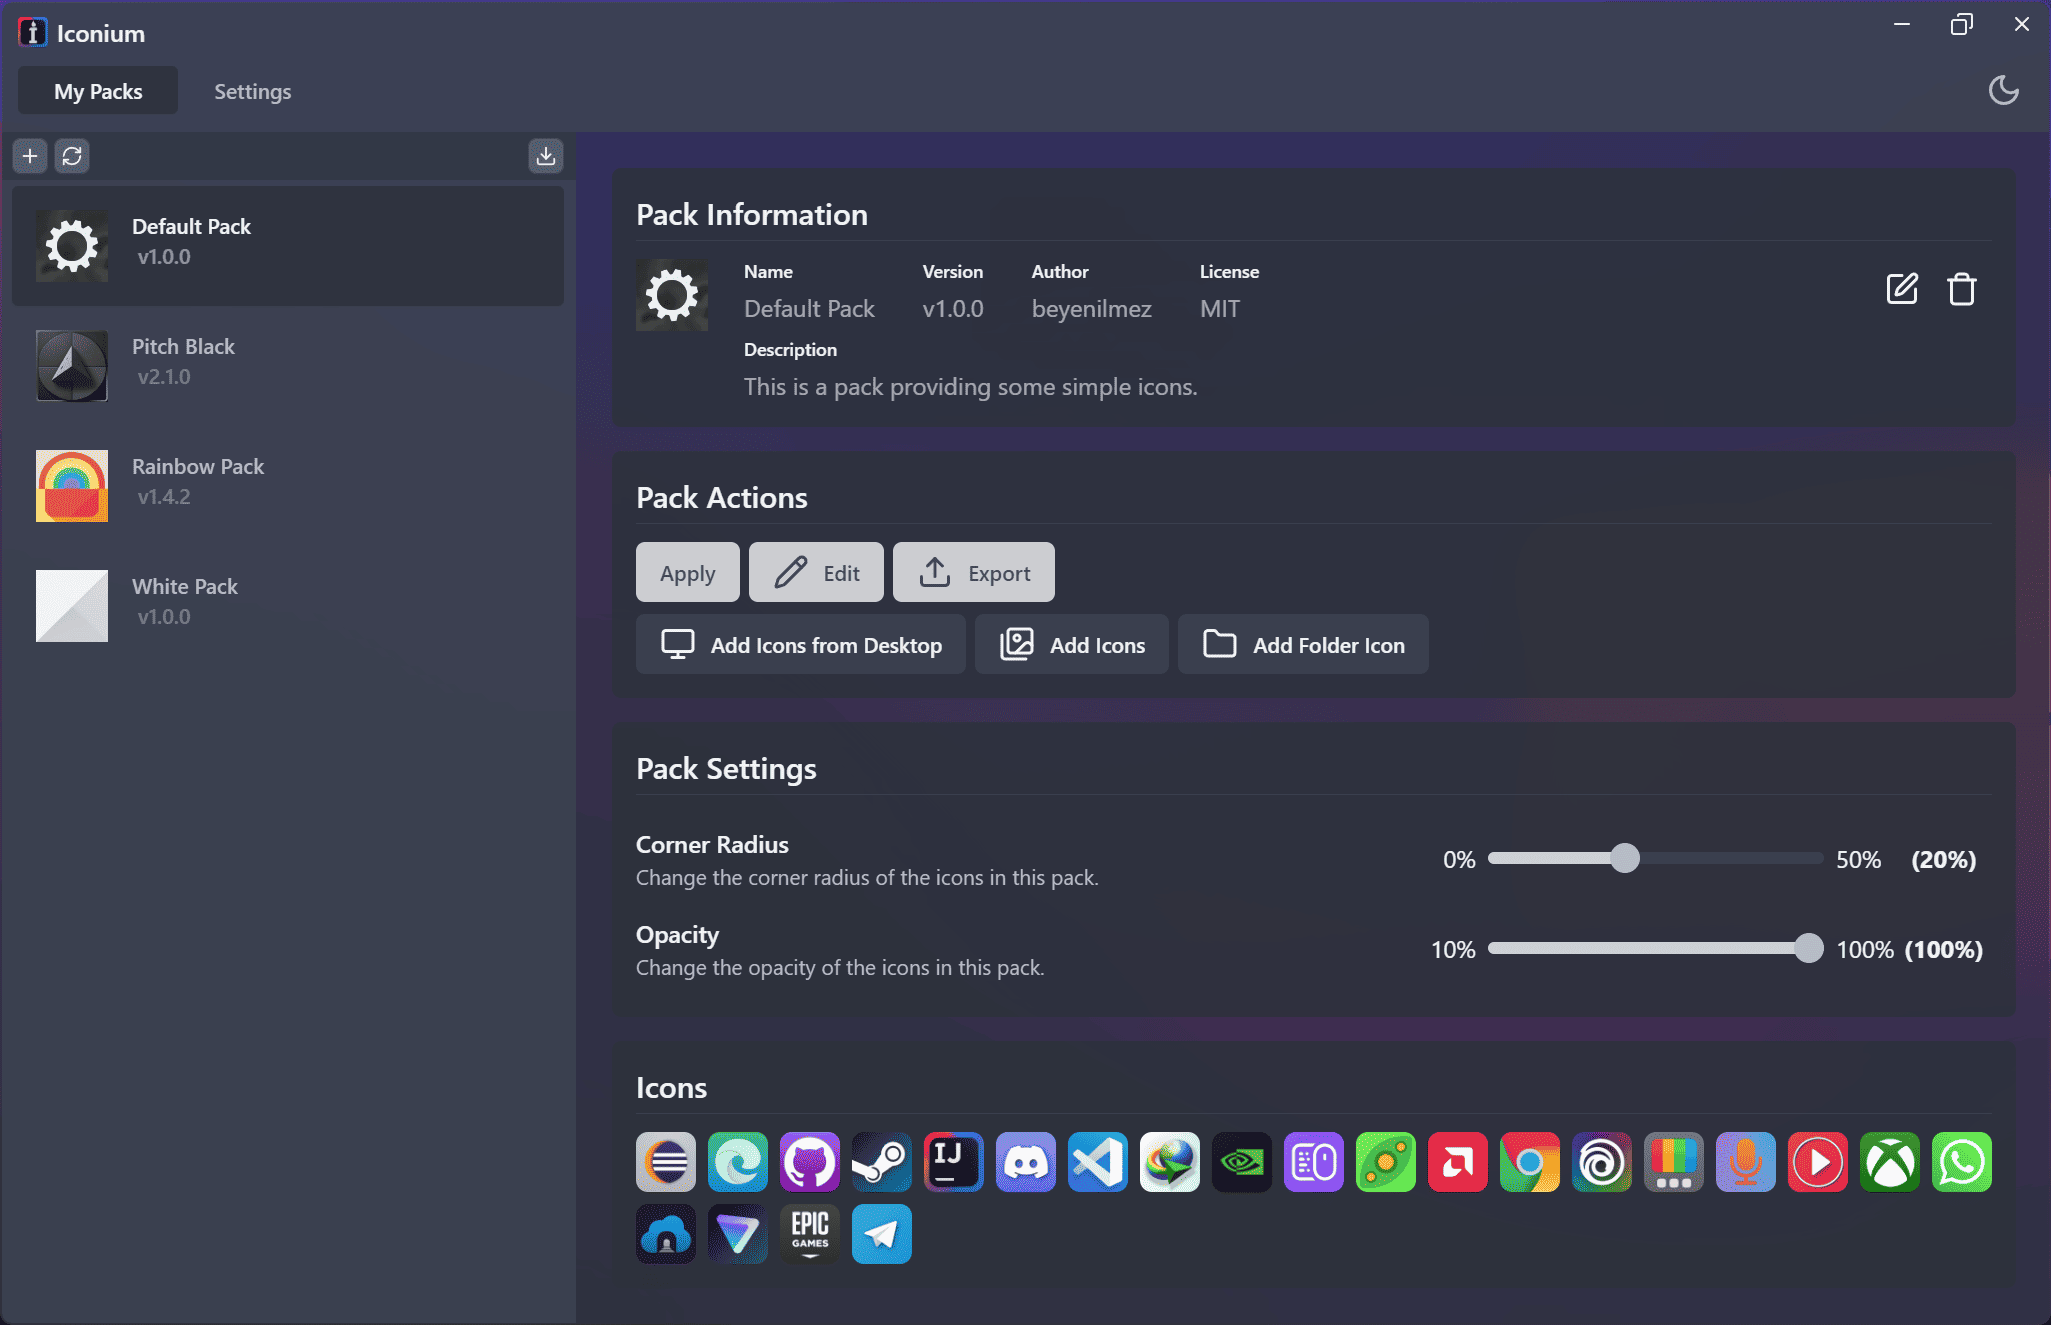 Iconium
My Packs
Settings
Default Pack
v1.0.0
Pitch Black
v2.1.0
Rainbow Pack
v1.4.2
White Pack
v1.0.0
Pack Information
Name Version Author License
Default Pack v1.0.0 beyenilmez MIT
Description
This is a pack providing some simple icons.
Pack Actions
Apply Edit Export
Add Icons from Desktop Add Icons Add Folder Icon
Pack Settings
Corner Radius
Change the corner radius of the icons in this pack.
0% 50% (20%)
Opacity
Change the opacity of the icons in this pack.
10% 100% (100%)
Icons
IJ
EPIC
GAMES